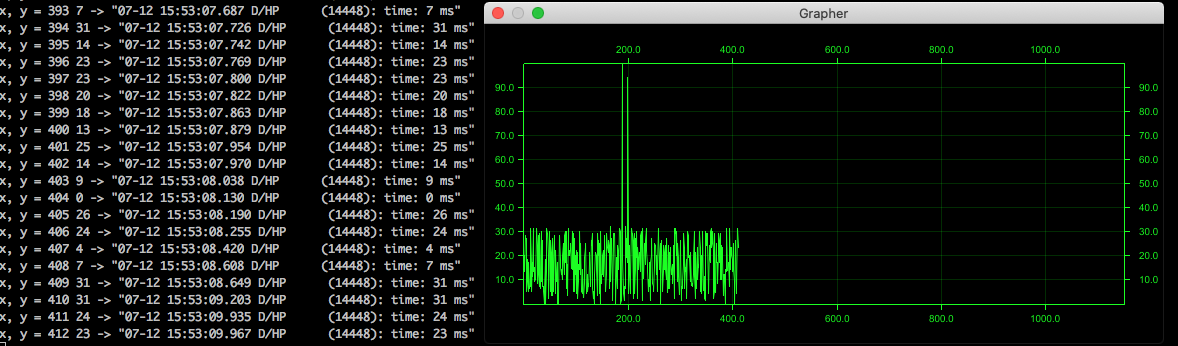 x, y = 393 7 -> "07-12 15:53:07.687 D/HP (14448): time: 7 ms"
x, y = 394 31 -> "07-12 15:53:07.726 D/HP (14448): time: 31 ms"
x, y = 395 14 -> "07-12 15:53:07.742 D/HP (14448): time: 14 ms"
x, y = 396 23 -> "07-12 15:53:07.769 D/HP (14448): time: 23 ms"
x, y = 397 23 -> "07-12 15:53:07.800 D/HP (14448): time: 23 ms"
x, y = 398 20 -> "07-12 15:53:07.822 D/HP (14448): time: 20 ms"
x, y = 399 18 -> "07-12 15:53:07.863 D/HP (14448): time: 18 ms"
x, y = 400 13 -> "07-12 15:53:07.879 D/HP (14448): time: 13 ms"
x, y = 401 25 -> "07-12 15:53:07.954 D/HP (14448): time: 25 ms"
x, y = 402 14 -> "07-12 15:53:07.970 D/HP (14448): time: 14 ms"
x, y = 403 9 -> "07-12 15:53:08.038 D/HP (14448): time: 9 ms"
x, y = 404 0 -> "07-12 15:53:08.130 D/HP (14448): time: 0 ms"
x, y = 405 26 -> "07-12 15:53:08.190 D/HP (14448): time: 26 ms"
x, y = 406 24 -> "07-12 15:53:08.255 D/HP (14448): time: 24 ms"
x, y = 407 4 -> "07-12 15:53:08.420 D/HP (14448): time: 4 ms"
x, y = 408 7 -> "07-12 15:53:08.608 D/HP (14448): time: 7 ms"
x, y = 409 31 -> "07-12 15:53:08.649 D/HP (14448): time: 31 ms"
x, y = 410 31 -> "07-12 15:53:09.203 D/HP (14448): time: 31 ms"
x, y = 411 24 -> "07-12 15:53:09.935 D/HP (14448): time: 24 ms"
x, y = 412 23 -> "07-12 15:53:09.967 D/HP (14448): time: 23 ms"
Grapher
200.0 400.0 600.0 800.0 1000.0
90.0 90.0
80.0 80.0
70.0 70.0
60.0 60.0
50.0 50.0
40.0 40.0
30.0 30.0
20.0 20.0
10.0 10.0
200.0 400.0 600.0 800.0 1000.0